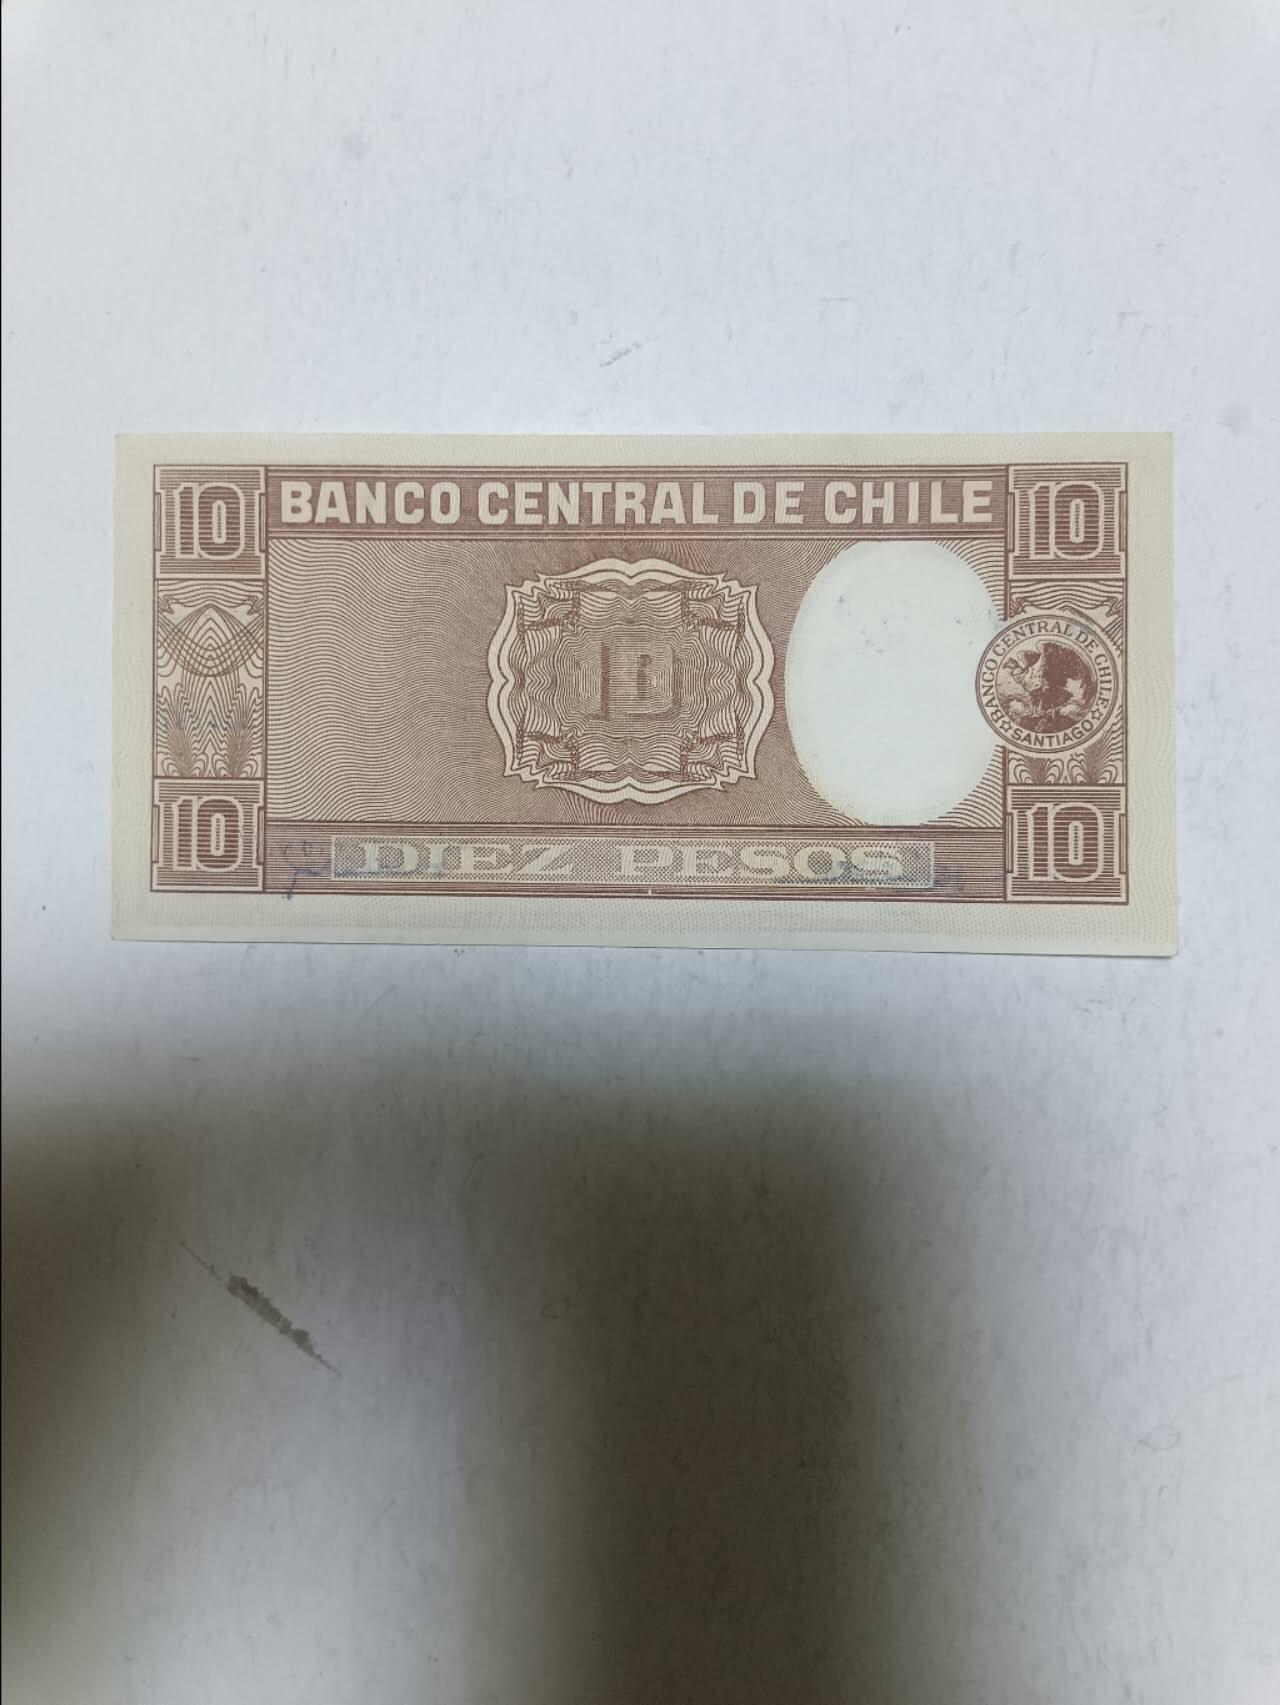 10 BANCO CENTRAL DE CHILE 10
BANCO CENTRAL DE CHILE
SANTIAGO
10 DIEZ PESOS 10